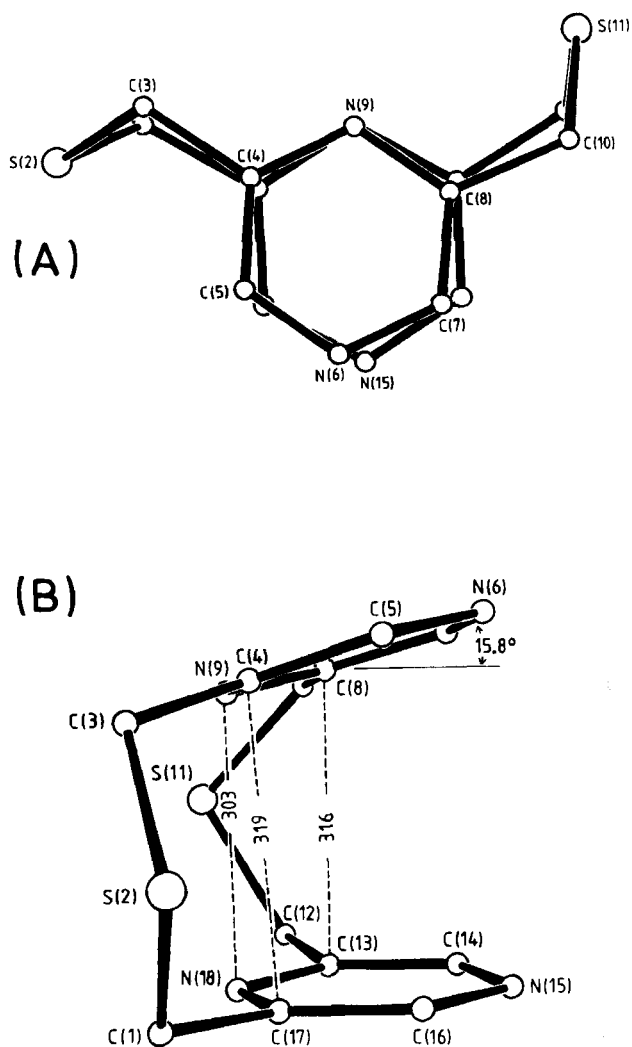 S(11)
C(3)
N(9)
C(10)
S(2)
C(4)
C(8)
(A)
C(5)
C(7)
N(6)
N(15)
(B)
N(6)
C(5)
15,8°
N(9)
C(4)
C(8)
C(3)
S(11)
303
319
316
S(2)
C(12)
C(13)
C(14)
N(18)
N(15)
C(1)
C(17)
C(16)